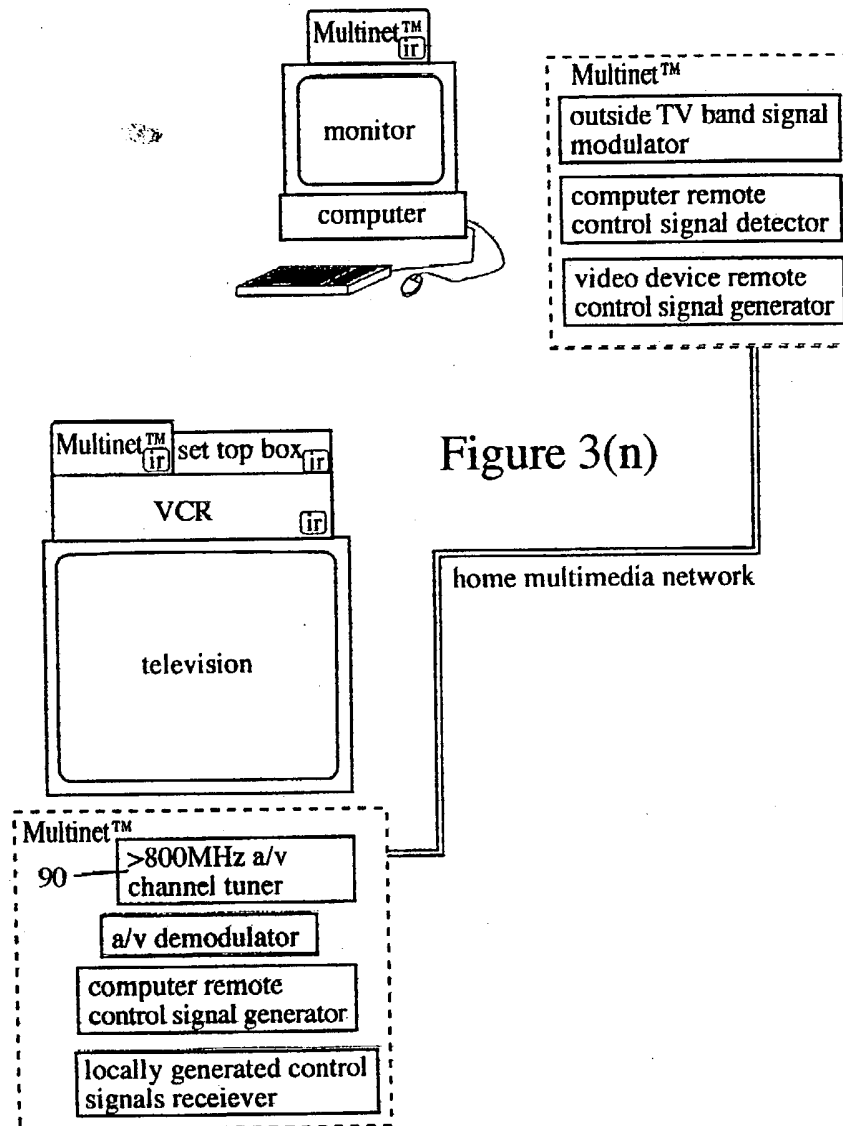 Multinet™
ir
monitor
computer
Multinet™
outside TV band signal
modulator
computer remote
control signal detector
video device remote
control signal generator
Multinet™
ir
set top box
ir
VCR
ir
Figure 3(n)
home multimedia network
television
Multinet™
90
>800MHz a/v
channel tuner
a/v demodulator
computer remote
control signal generator
locally generated control
signals receiever